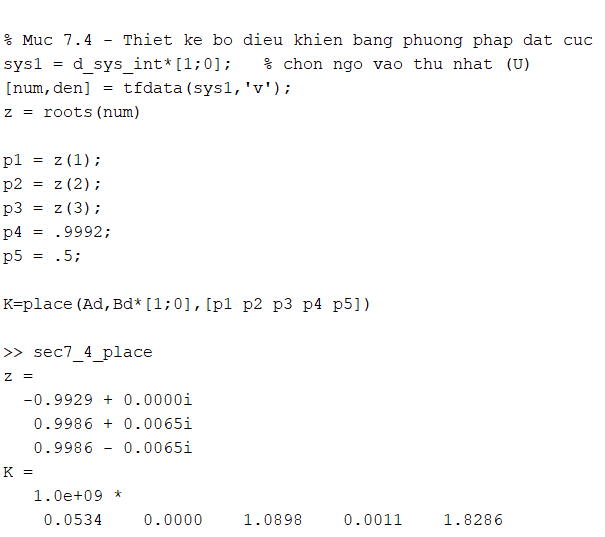 % Muc 7.4 - Thiet ke bo dieu khien bang phuong phap dat cuc
sys1 = d_sys_int*[1;0];   % chon ngo vao thu nhat (U)
[num,den] = tfdata(sys1,'v');
z = roots(num)
p1 = z(1);
p2 = z(2);
p3 = z(3);
p4 = .9992;
p5 = .5;
K=place(Ad,Bd*[1;0],[p1 p2 p3 p4 p5])
>> sec7_4_place
z =
-0.9929 + 0.0000i
0.9986 + 0.0065i
0.9986 - 0.0065i
K =
1.0e+09 *
0.0534    0.0000    1.0898    0.0011    1.8286